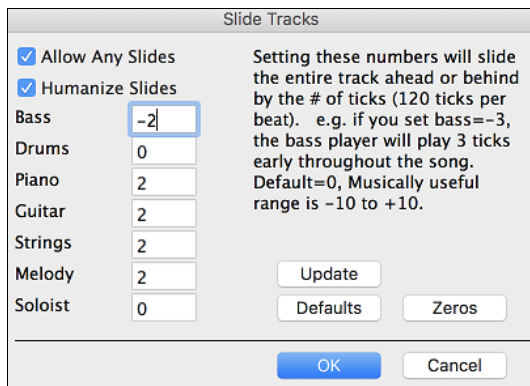 Slide Tracks
Allow Any Slides
Humanize Slides
Bass -2
Drums 0
Piano 2
Guitar 2
Strings 2
Melody 2
Soloist 0
Setting these numbers will slide
the entire track ahead or behind
by the # of ticks (120 ticks per
beat).   e.g. if you set bass=-3,
the bass player will play 3 ticks
early throughout the song.
Default=0, Musically useful
range is -10 to +10.
Update
Defaults Zeros
OK Cancel